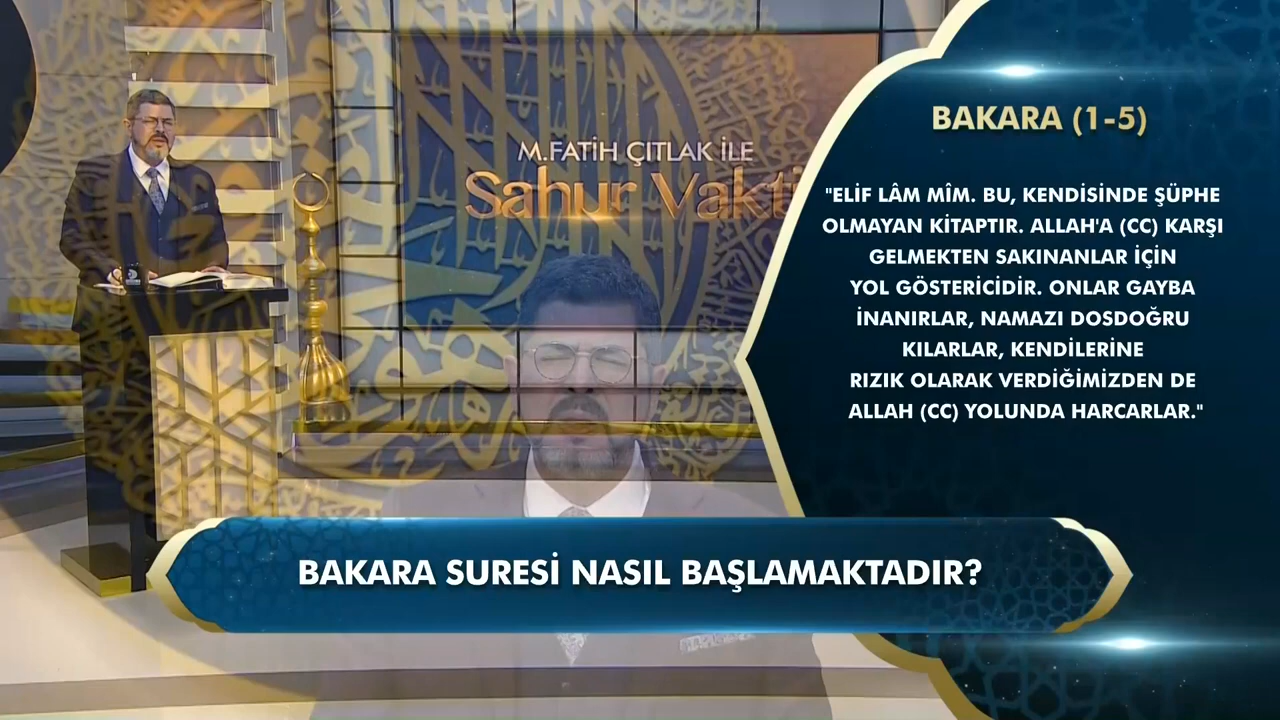 M.FATİH ÇITLAK İLE
Sahur Vakti
BAKARA (1-5)
"ELİF LÂM MÎM. BU, KENDİSİNDE ŞÜPHE
OLMAYAN KİTAPTIR. ALLAH'A (CC) KARŞI
GELMEKTEN SAKINANLAR İÇİN
YOL GÖSTERİCİDİR. ONLAR GAYBA
İNANIRLAR, NAMAZI DOSDOĞRU
KILARLAR, KENDİLERİNE
RIZIK OLARAK VERDİĞİMİZDEN DE
ALLAH (CC) YOLUNDA HARCARLAR."
BAKARA SURESİ NASIL BAŞLAMAKTADIR?